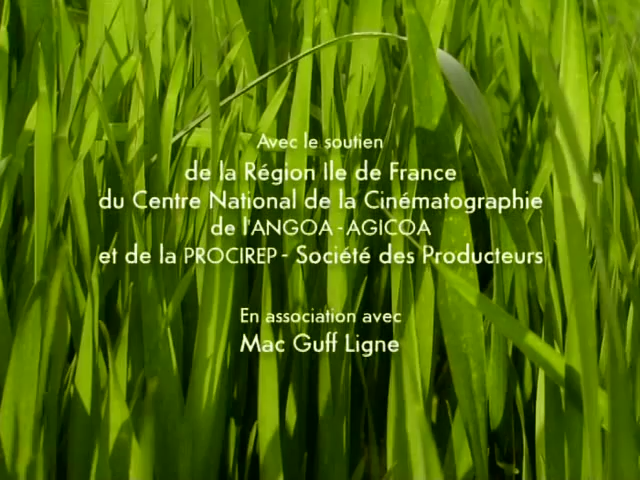 Avec le soutien
de la Région Ile de France
du Centre National de la Cinématographie
de l'ANGOA - AGICOA
et de la PROCIREP - Société des Producteurs
En association avec
Mac Guff Ligne